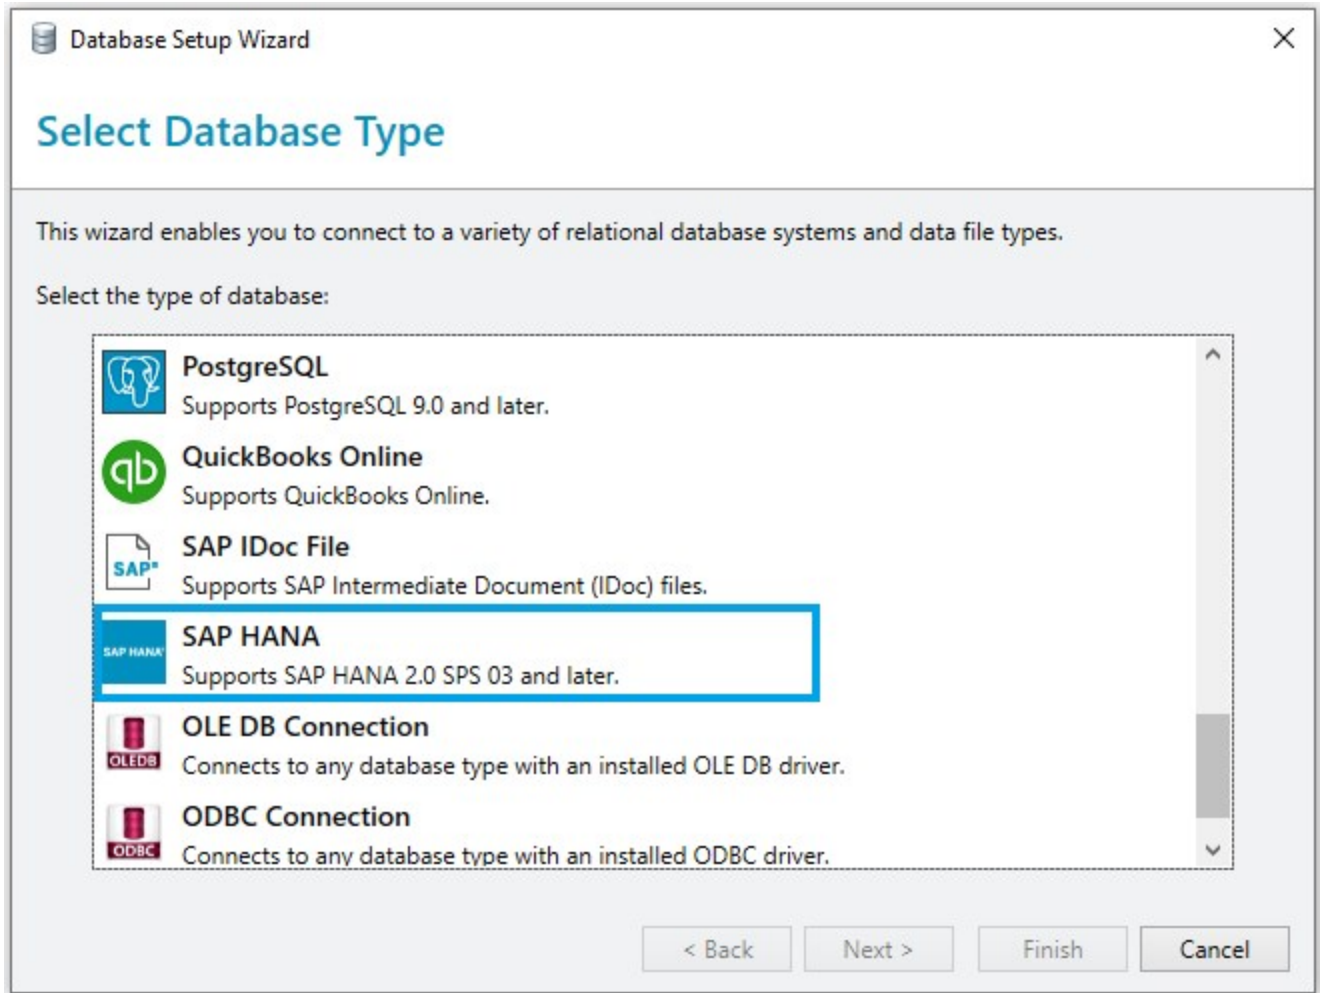 Database Setup Wizard
Select Database Type
This wizard enables you to connect to a variety of relational database systems and data file types.
Select the type of database:
PostgreSQL
Supports PostgreSQL 9.0 and later.
qb
QuickBooks Online
Supports QuickBooks Online.
SAP
SAP IDoc File
Supports SAP Intermediate Document (IDoc) files.
SAP HANA
SAP HANA
Supports SAP HANA 2.0 SPS 03 and later.
OLEDB
OLE DB Connection
Connects to any database type with an installed OLE DB driver.
ODBC
ODBC Connection
Connects to any database type with an installed ODBC driver.
< Back
Next >
Finish
Cancel